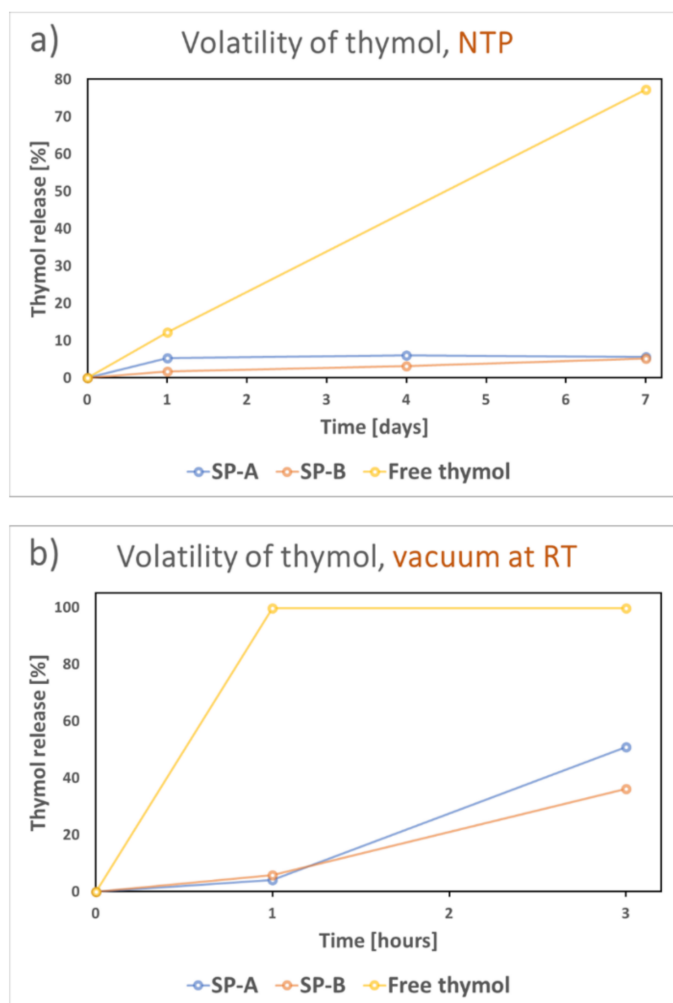 a) Volatility of thymol, NTP
80
70
60
50
40
30
20
10
0
Thymol release [%]
0 1 2 3 4 5 6 7
Time [days]
SP-A SP-B Free thymol
b) Volatility of thymol, vacuum at RT
100
80
60
40
20
0
Thymol release [%]
0 1 2 3
Time [hours]
SP-A SP-B Free thymol